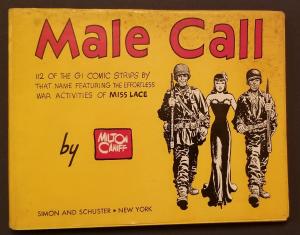 Male Call
112 OF THE GI COMIC STRIPS BY
THAT NAME FEATURING THE EFFORTLESS
WAR ACTIVITIES OF MISS LACE
by
MILTON
CANIFF
SIMON AND SCHUSTER • NEW YORK